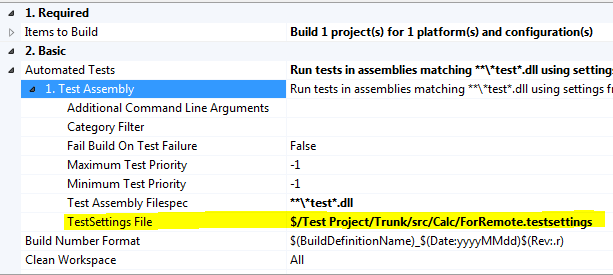 1. Required
Items to Build Build 1 project(s) for 1 platform(s) and configuration(s)
2. Basic
Automated Tests Run tests in assemblies matching **\*test*.dll using settings
1. Test Assembly Run tests in assemblies matching **\*test*.dll using settings f
Additional Command Line Arguments
Category Filter
Fail Build On Test Failure False
Maximum Test Priority -1
Minimum Test Priority -1
Test Assembly Filespec **\*test*.dll
TestSettings File $/Test Project/Trunk/src/Calc/ForRemote.testsettings
Build Number Format $(BuildDefinitionName)_$(Date:yyyyMMdd)$(Rev:.r)
Clean Workspace All